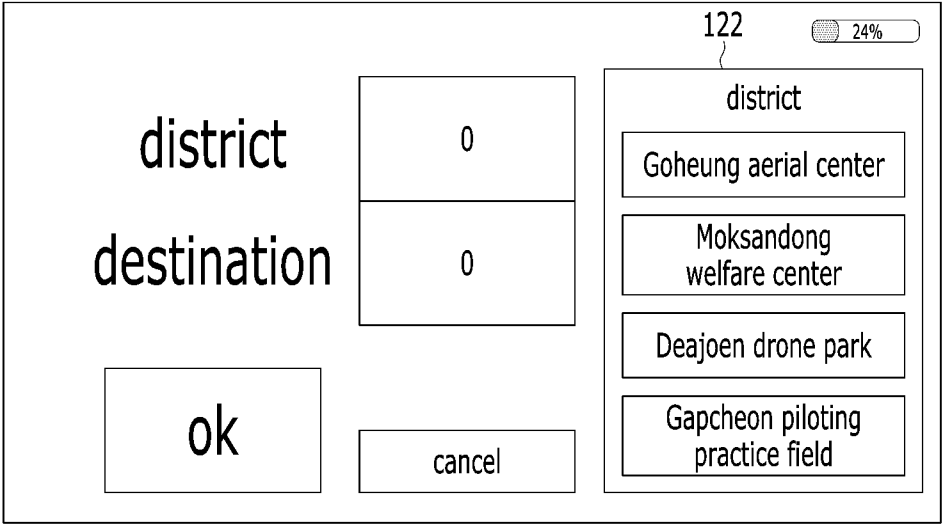 122
24%
district
0
destination
0
ok
cancel
district
Goheung aerial center
Moksandong
welfare center
Deajoen drone park
Gapcheon piloting
practice field